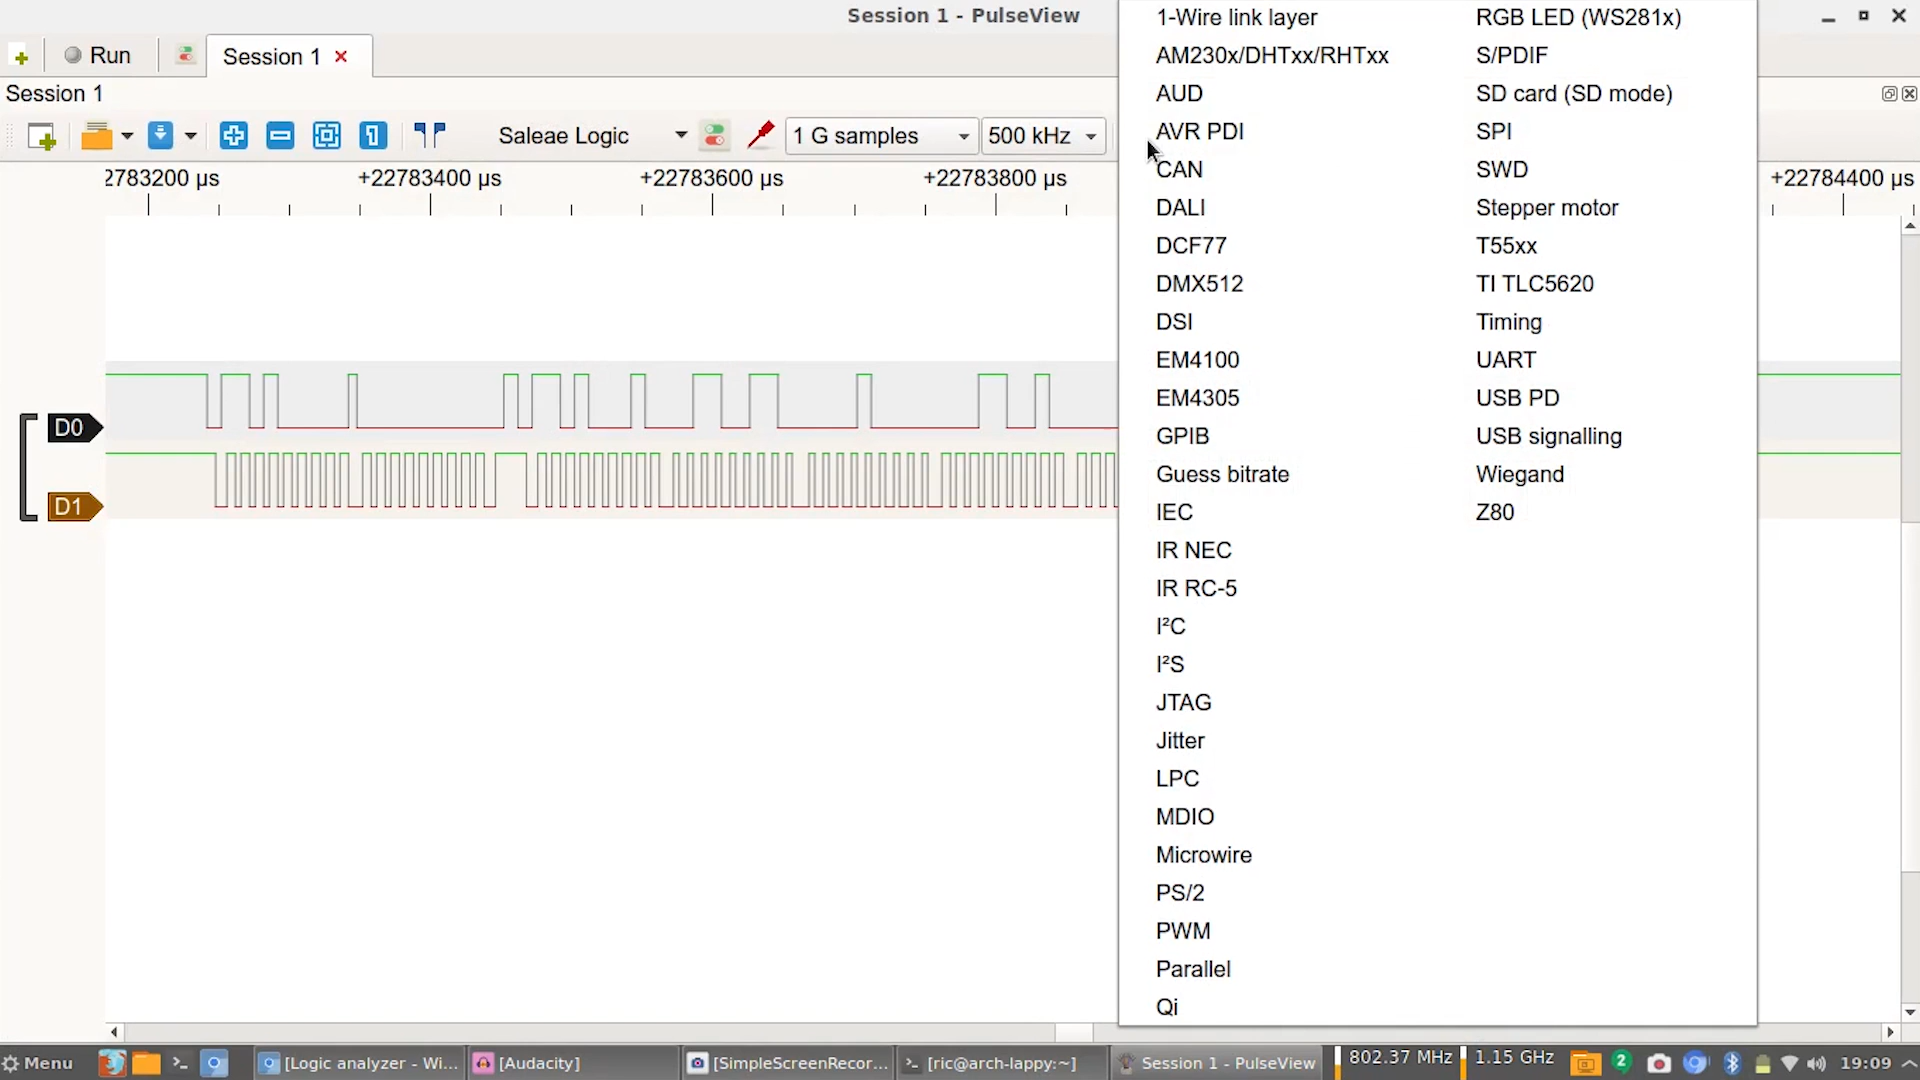 Session 1 - PulseView
Run
Session 1
Session 1
Saleae Logic
1 G samples
500 kHz
2783200 µs
+22783400 µs
+22783600 µs
+22783800 µs
+22784400 µs
D0
D1
1-Wire link layer
AM230x/DHTxx/RHTxx
AUD
AVR PDI
CAN
DALI
DCF77
DMX512
DSI
EM4100
EM4305
GPIB
Guess bitrate
IEC
IR NEC
IR RC-5
I²C
I²S
JTAG
Jitter
LPC
MDIO
Microwire
PS/2
PWM
Parallel
Qi
RGB LED (WS281x)
S/PDIF
SD card (SD mode)
SPI
SWD
Stepper motor
T55xx
TI TLC5620
Timing
UART
USB PD
USB signalling
Wiegand
Z80
Menu
[Logic analyzer - Wi...
[Audacity]
[SimpleScreenRecor...
[ric@arch-lappy:~]
Session 1 - PulseView
802.37 MHz
1.15 GHz
2
19:09